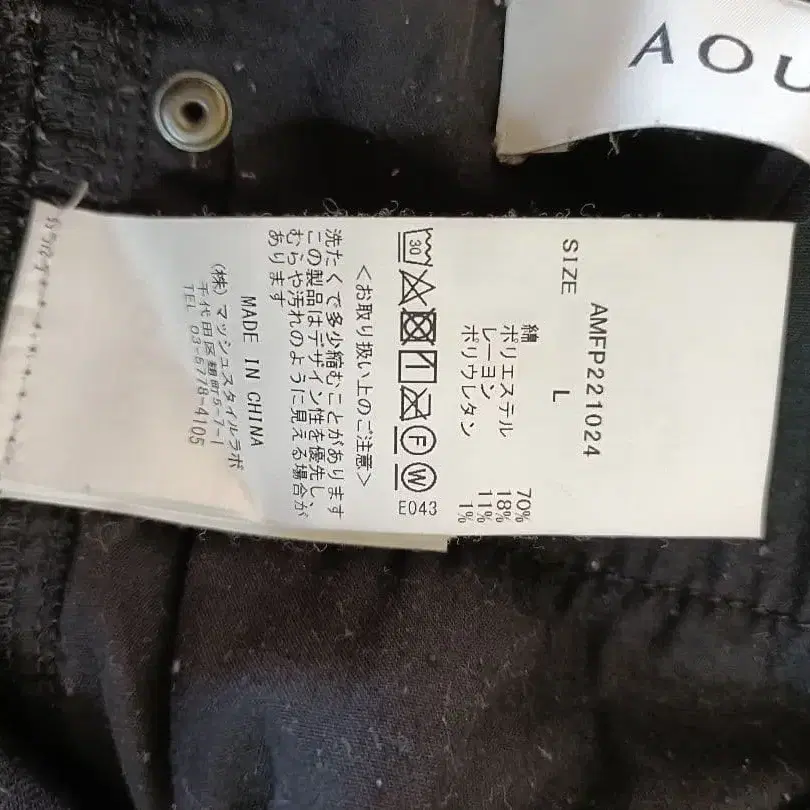 AOU
AMFP221024
SIZE L
綿 70%
ポリエステル 18%
レーヨン 11%
ポリウレタン 1%
30
F
W
E043
<お取り扱い上のご注意>
洗たくで多少縮むことがあります
この製品はデザイン性を優先し、
むらや汚れのように見える場合が
あります
MADE IN CHINA
(株)マッシュスタイルラボ
千代田区麹町5-7-1
TEL 03-6778-4105